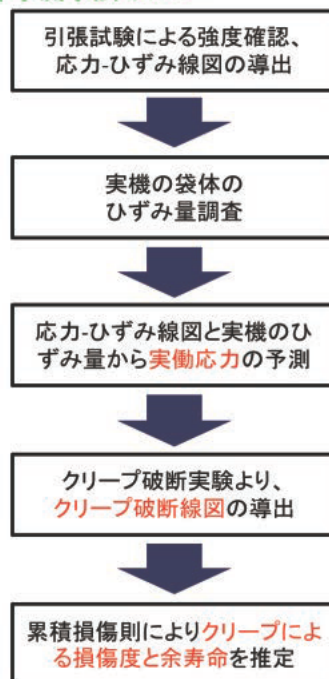 引張試験による強度確認、
応力-ひずみ線図の導出
実機の袋体の
ひずみ量調査
応力-ひずみ線図と実機のひ
ずみ量から実働応力の予測
クリープ破断実験より、
クリープ破断線図の導出
累積損傷則によりクリープによ
る損傷度と余寿命を推定